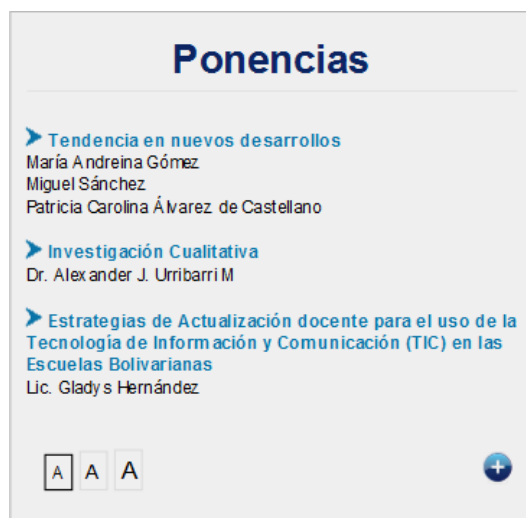 Ponencias
Tendencia en nuevos desarrollos
María Andreina Gómez
Miguel Sánchez
Patricia Carolina Álvarez de Castellano
Investigación Cualitativa
Dr. Alexander J. Urribarri M
Estrategias de Actualización docente para el uso de la
Tecnología de Información y Comunicación (TIC) en las
Escuelas Bolivarianas
Lic. Gladys Hernández
A A A